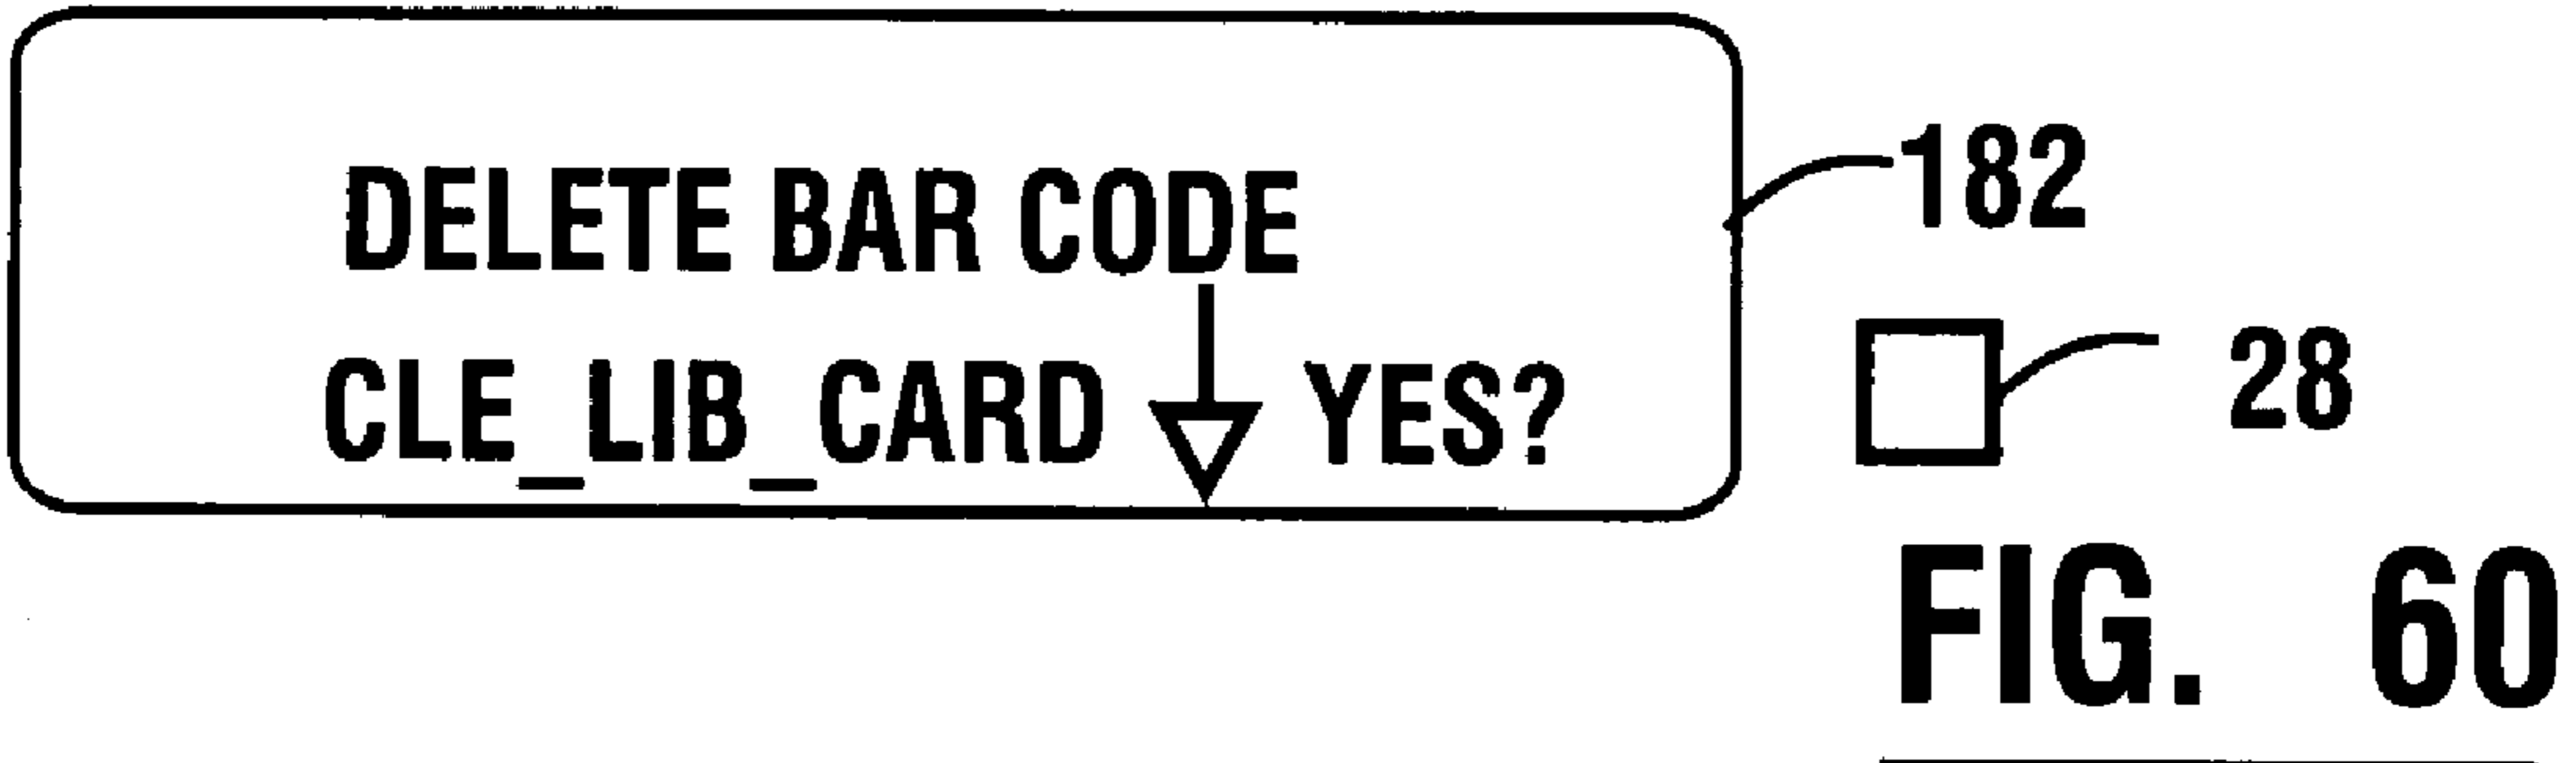 DELETE BAR CODE
182
CLE_LIB_CARD YES?
28
FIG. 60